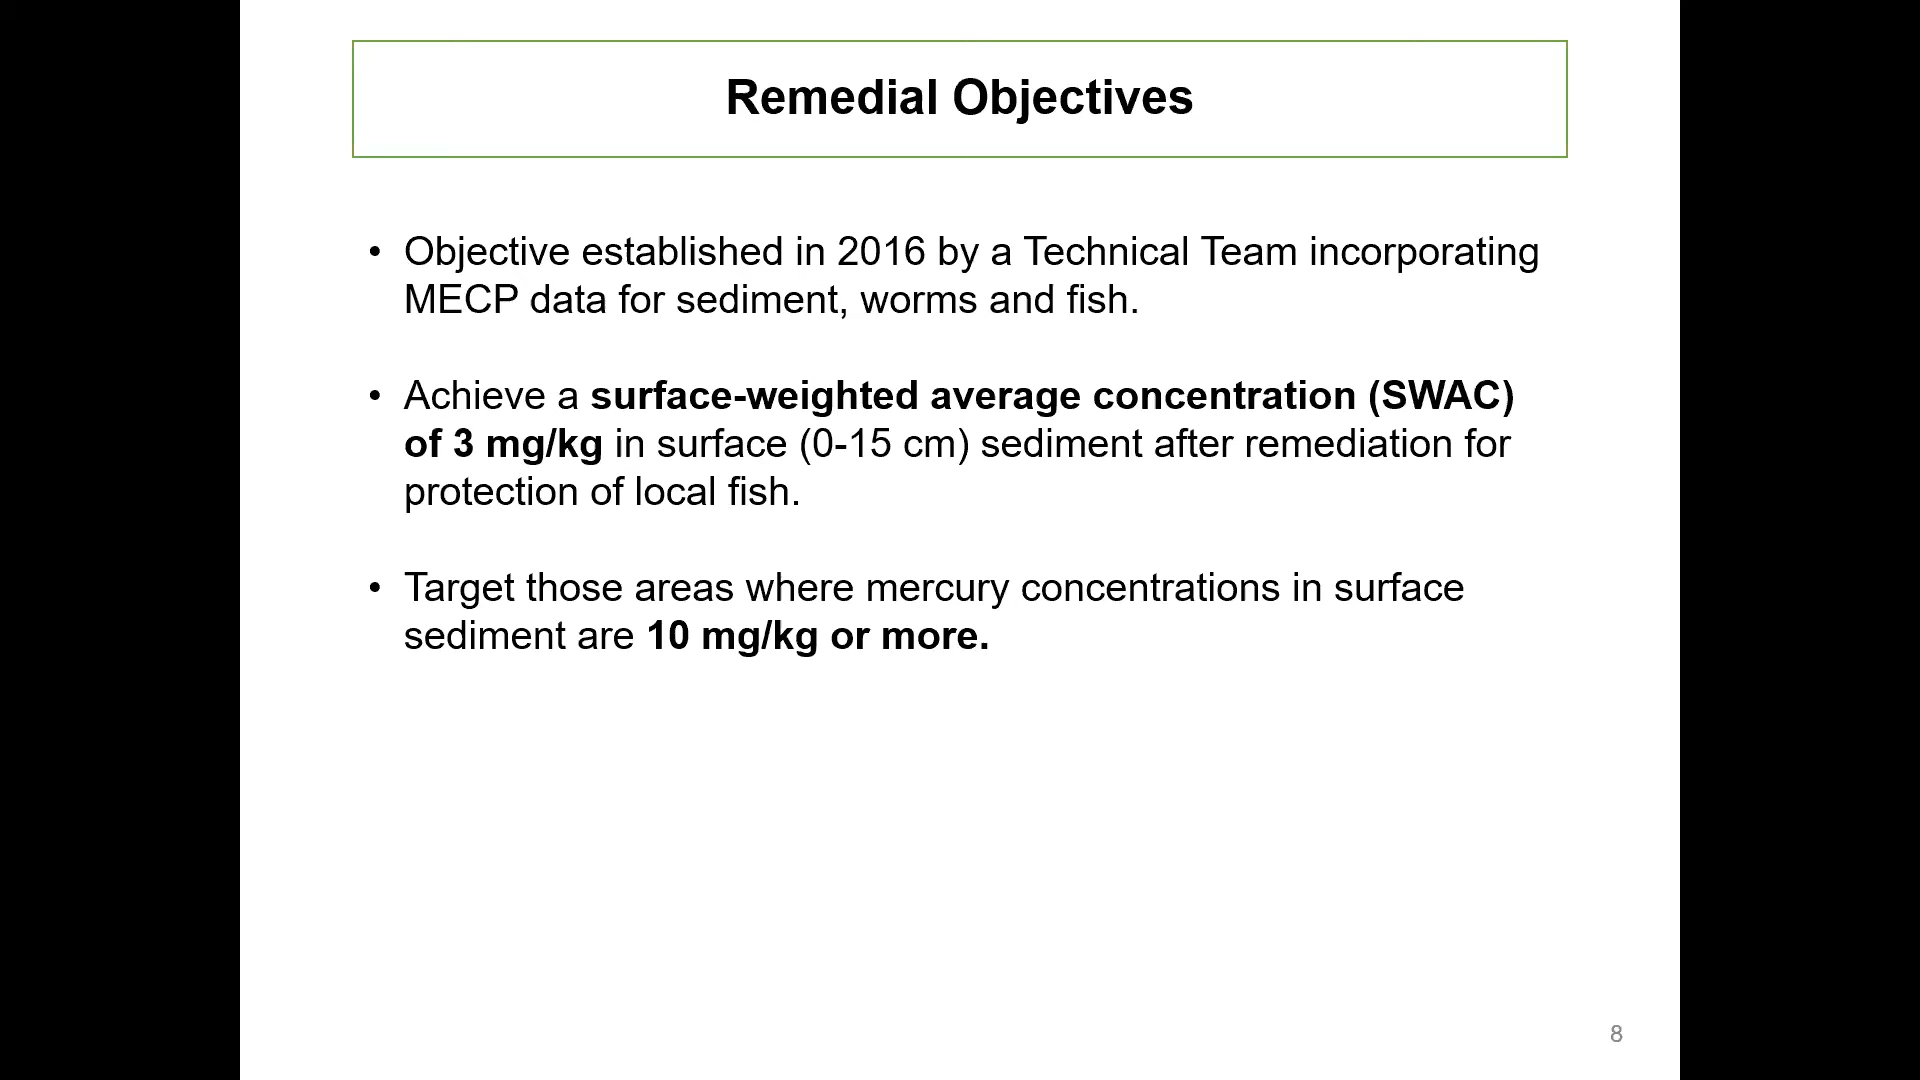 Remedial Objectives
• Objective established in 2016 by a Technical Team incorporating
MECP data for sediment, worms and fish.
• Achieve a surface-weighted average concentration (SWAC)
of 3 mg/kg in surface (0-15 cm) sediment after remediation for
protection of local fish.
• Target those areas where mercury concentrations in surface
sediment are 10 mg/kg or more.
8